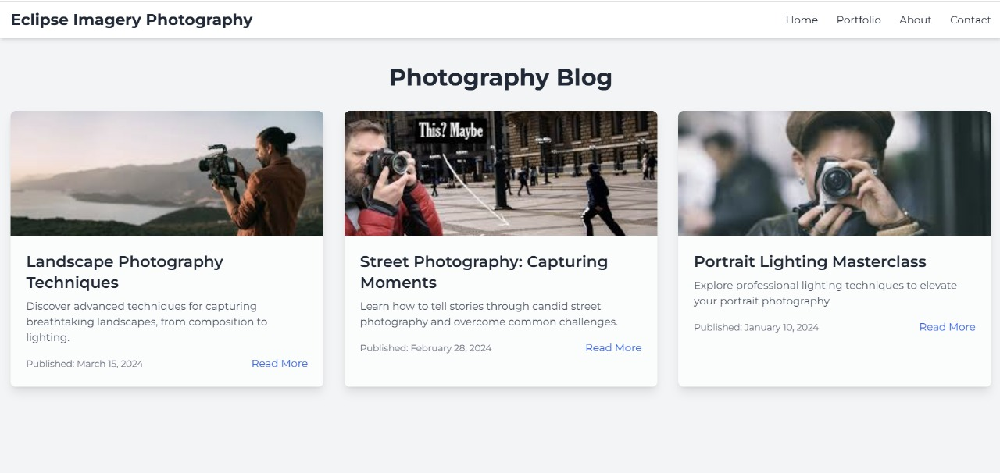 Eclipse Imagery Photography
Home Portfolio About Contact
Photography Blog
This? Maybe
Landscape Photography
Techniques
Discover advanced techniques for capturing
breathtaking landscapes, from composition to
lighting.
Published: March 15, 2024 Read More
Street Photography: Capturing
Moments
Learn how to tell stories through candid street
photography and overcome common challenges.
Published: February 28, 2024 Read More
Portrait Lighting Masterclass
Explore professional lighting techniques to elevate
your portrait photography.
Published: January 10, 2024 Read More